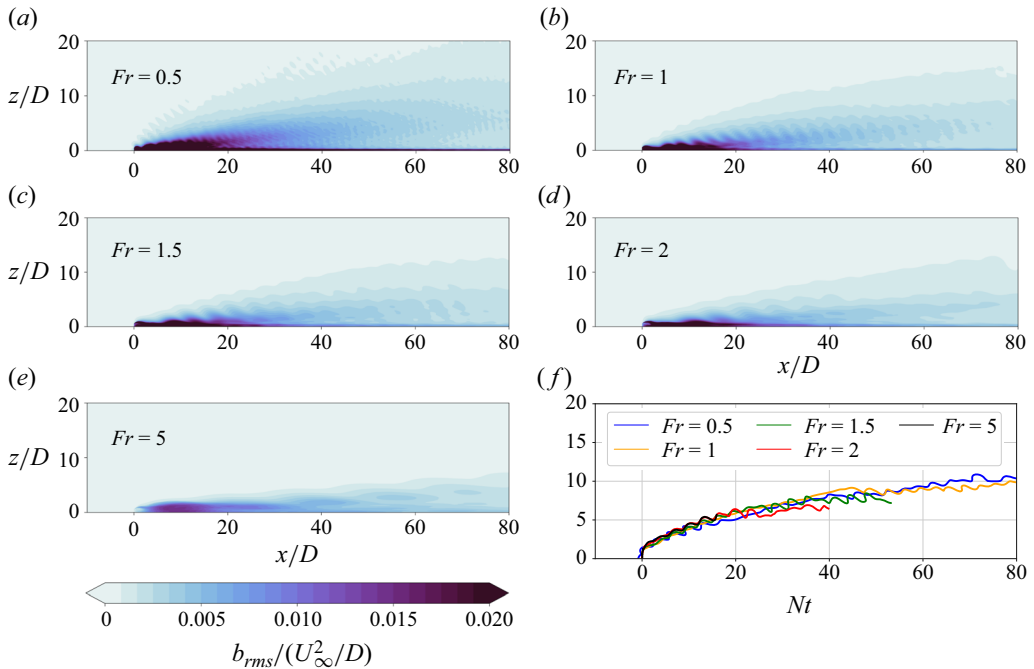 (a)
(b)
20
z/D
10
0
Fr = 0.5
0 20 40 60 80
20
10
0
Fr = 1
0 20 40 60 80
(c)
(d)
20
z/D
10
0
Fr = 1.5
0 20 40 60 80
20
10
0
Fr = 2
0 20 40 60 80
x/D
(e)
(f)
20
z/D
10
0
Fr = 5
0 20 40 60 80
x/D
20
15
10
5
0
Fr = 0.5 Fr = 1.5 Fr = 5
Fr = 1 Fr = 2
0 20 40 60 80
Nt
0 0.005 0.010 0.015 0.020
b_{rms}/(U_∞^2/D)